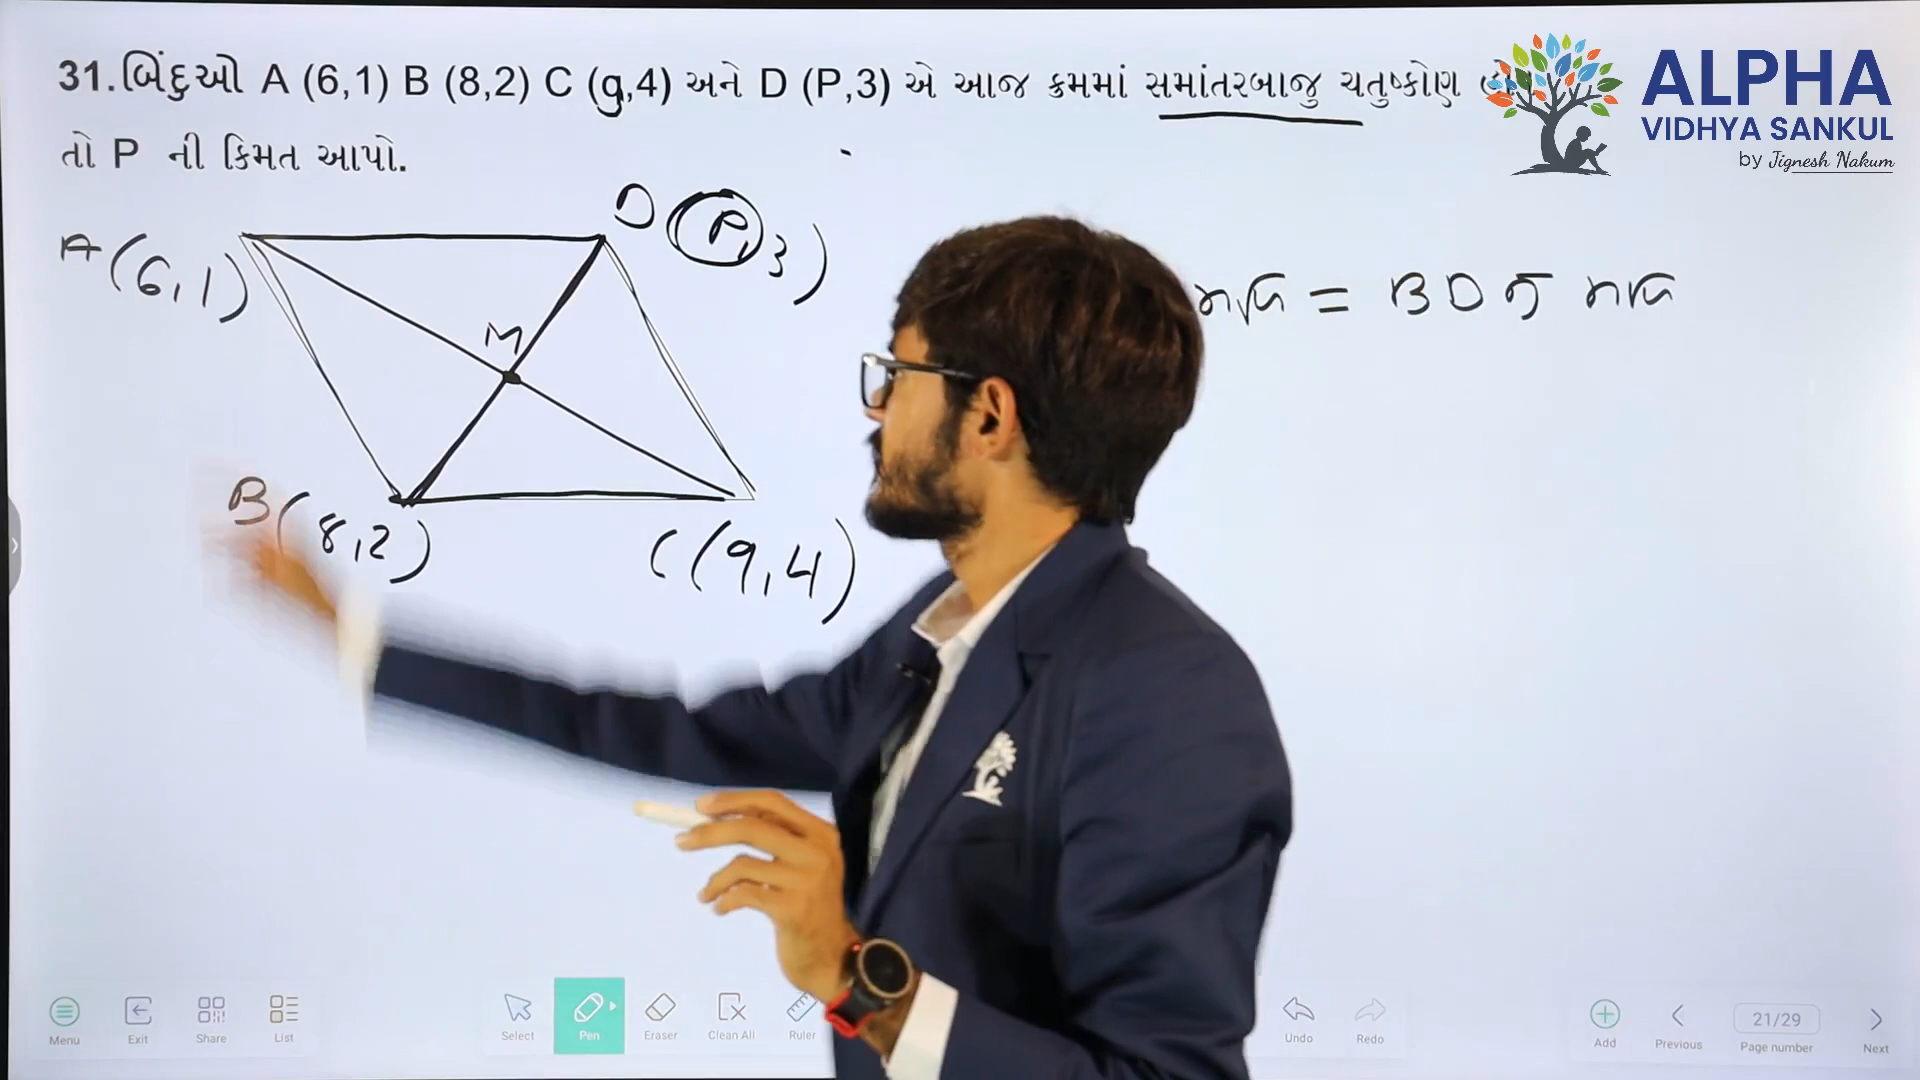 31.બિંદુઓ A (6,1) B (8,2) C (g,4) અને D (P,3) એ આજ ક્રમમાં સમાંતરબાજુ ચતુષ્કોણ
તો P ની કિંમત આપો.
ALPHA
VIDHYA SANKUL
by Jignesh Nakum
D (P, 3)
A (6, 1)
M
B (8, 2)
C (9, 4)
= BD નું
Menu
Exit
Share
List
Select
Pen
Eraser
Clean All
Ruler
Undo
Redo
Add
Previous
21/29
Page number
Next